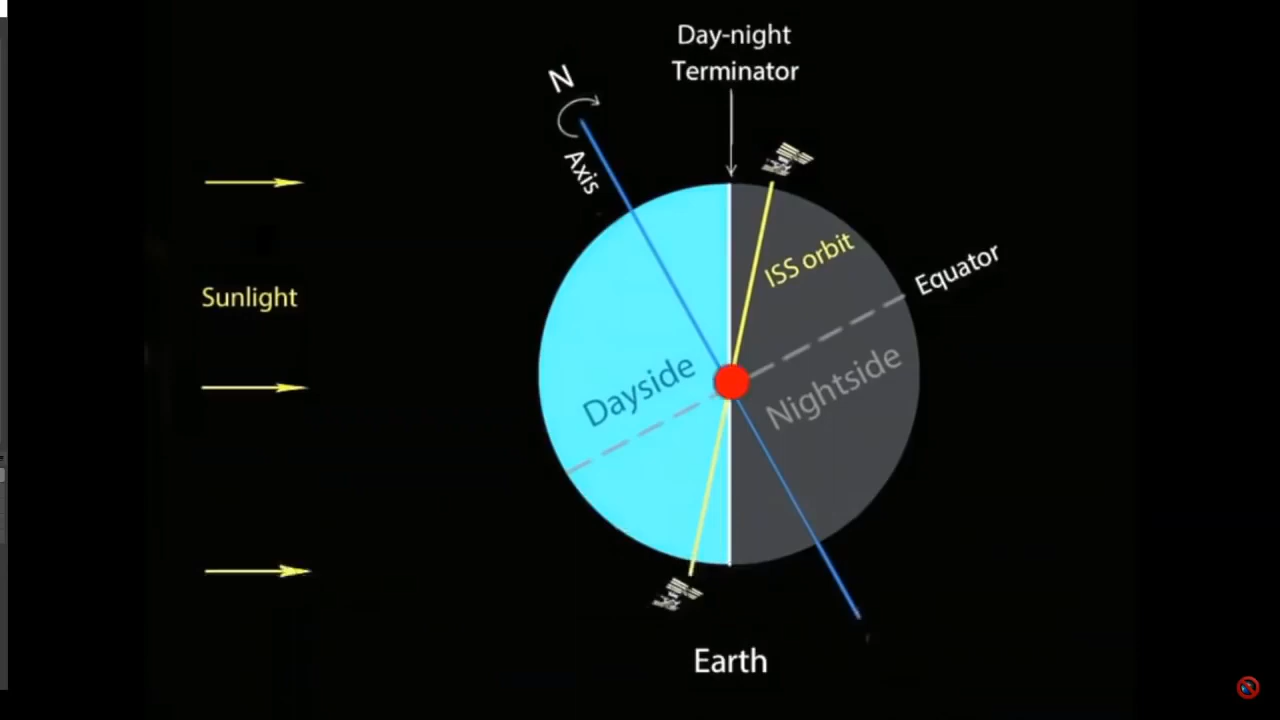 Day-night
Terminator
N
Axis
Sunlight
ISS orbit
Equator
Dayside
Nightside
Earth